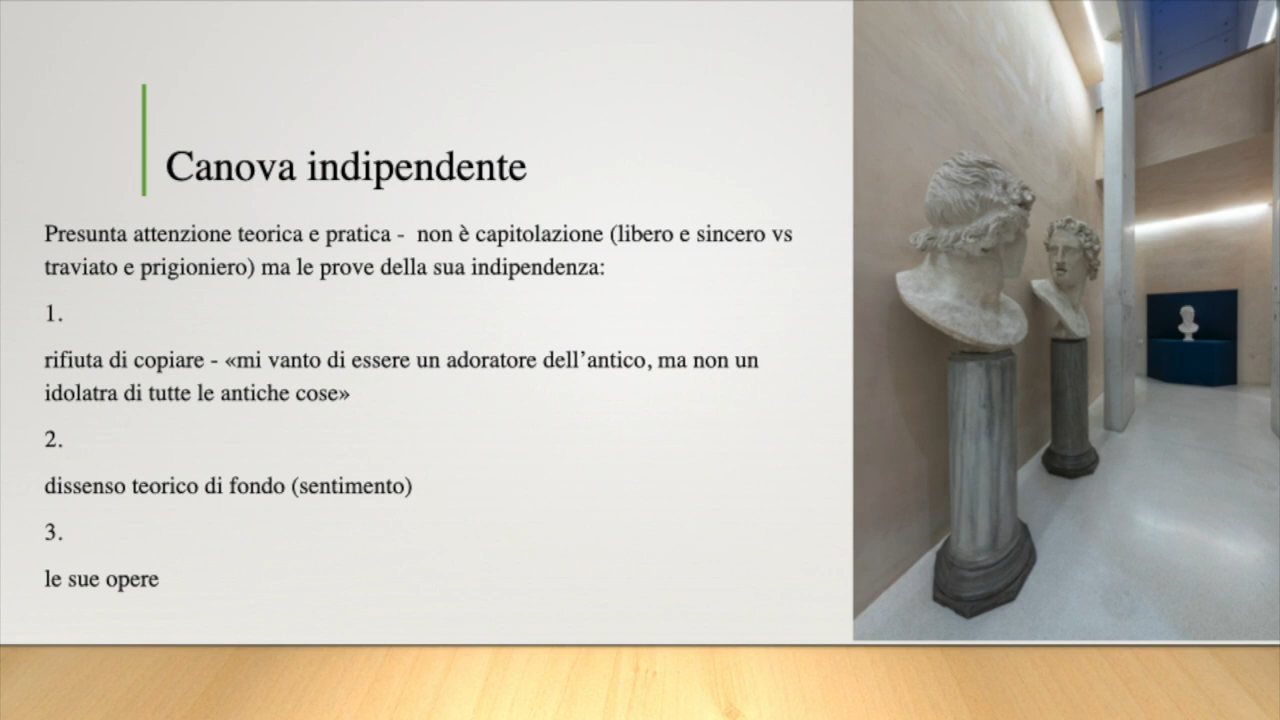 Canova indipendente
Presunta attenzione teorica e pratica -  non è capitolazione (libero e sincero vs
traviato e prigioniero) ma le prove della sua indipendenza:
1.
rifiuta di copiare - «mi vanto di essere un adoratore dell’antico, ma non un
idolatra di tutte le antiche cose»
2.
dissenso teorico di fondo (sentimento)
3.
le sue opere